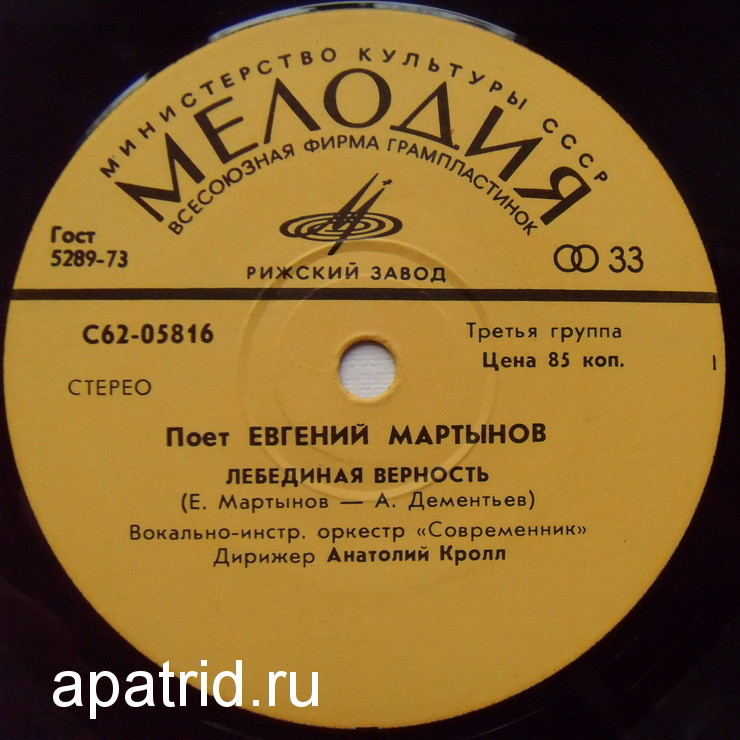 МИНИСТЕРСТВО КУЛЬТУРЫ СССР
МЕЛОДИЯ
ВСЕСОЮЗНАЯ ФИРМА ГРАМПЛАСТИНОК
Гост
5289-73
РИЖСКИЙ ЗАВОД
33
С62-05816
Третья группа
Цена 85 коп.
1
СТЕРЕО
Поет ЕВГЕНИЙ МАРТЫНОВ
ЛЕБЕДИНАЯ ВЕРНОСТЬ
(Е. Мартынов — А. Дементьев)
Вокально-инстр. оркестр «Современник»
Дирижер Анатолий Кролл
apatrid.ru